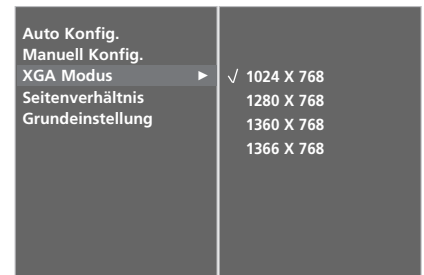 Auto Konfig.
Manuell Konfig.
XGA Modus ►
Seitenverhältnis
Grundeinstellung
√ 1024 X 768
1280 X 768
1360 X 768
1366 X 768